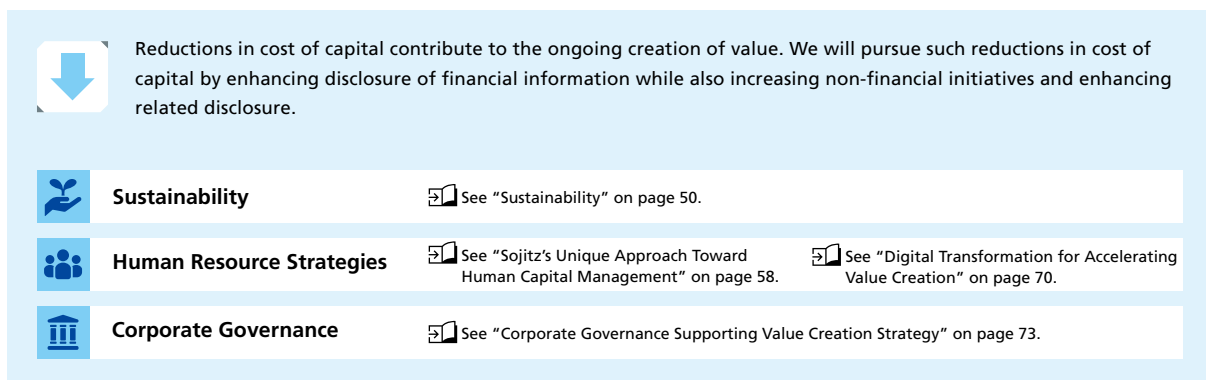 Reductions in cost of capital contribute to the ongoing creation of value. We will pursue such reductions in cost of
capital by enhancing disclosure of financial information while also increasing non-financial initiatives and enhancing
related disclosure.
Sustainability
See “Sustainability” on page 50.
Human Resource Strategies
See “Sojitz’s Unique Approach Toward
Human Capital Management” on page 58.
See “Digital Transformation for Accelerating
Value Creation” on page 70.
Corporate Governance
See “Corporate Governance Supporting Value Creation Strategy” on page 73.